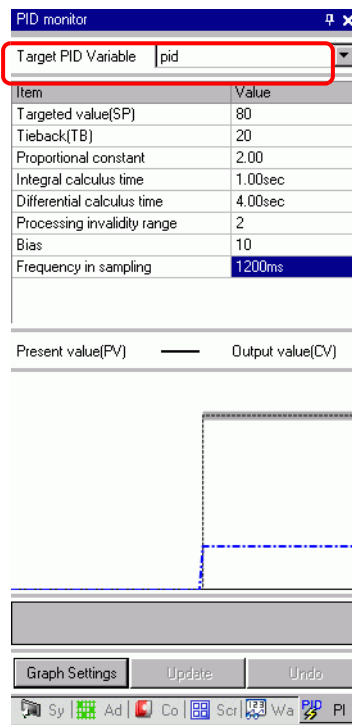 PID monitor
Target PID Variable pid
Item Value
Targeted value(SP) 80
Tieback(TB) 20
Proportional constant 2.00
Integral calculus time 1.00sec
Differential calculus time 4.00sec
Processing invalidity range 2
Bias 10
Frequency in sampling 1200ms
Present value(PV) Output value(CV)
Graph Settings Update Undo
Sy Ad Co Scr Wa PID PI